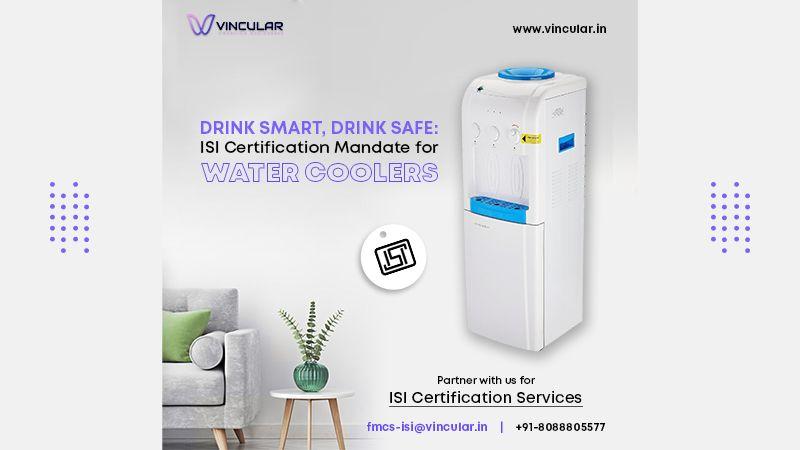 VINCULAR
www.vincular.in
DRINK SMART, DRINK SAFE:
ISI Certification Mandate for
WATER COOLERS
ISI
Partner with us for
ISI Certification Services
fmcs-isi@vincular.in | +91-8088805577